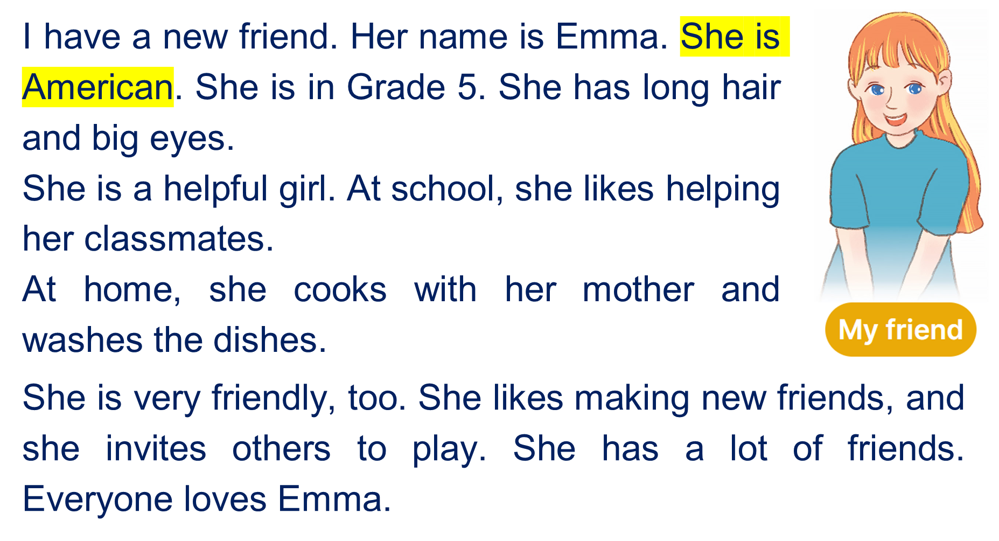 I have a new friend. Her name is Emma. She is
American. She is in Grade 5. She has long hair
and big eyes.
She is a helpful girl. At school, she likes helping
her classmates.
At home, she cooks with her mother and
washes the dishes.
My friend
She is very friendly, too. She likes making new friends, and
she invites others to play. She has a lot of friends.
Everyone loves Emma.